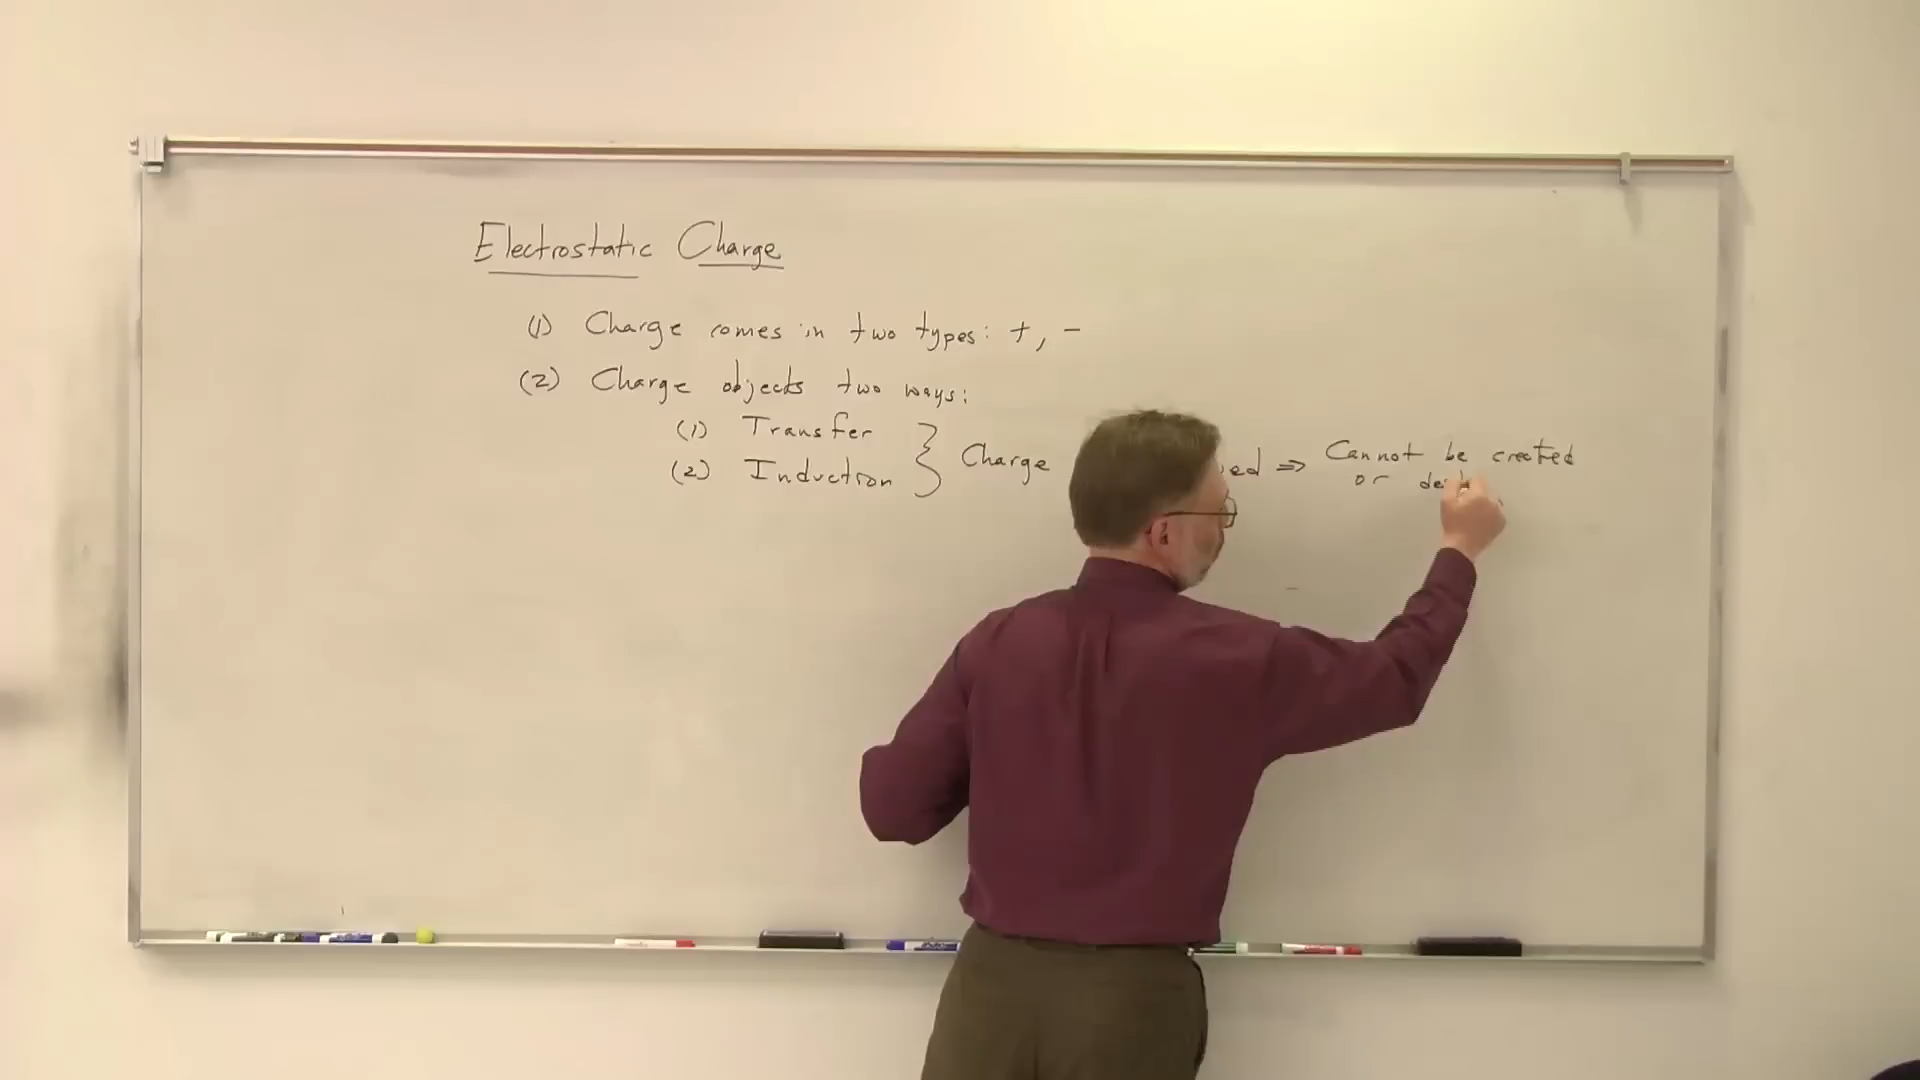 Electrostatic Charge
(1) Charge comes in two types: +, -
(2) Charge objects two ways:
(1) Transfer
(2) Induction } Charge ed ⇒ Cannot be created
or des